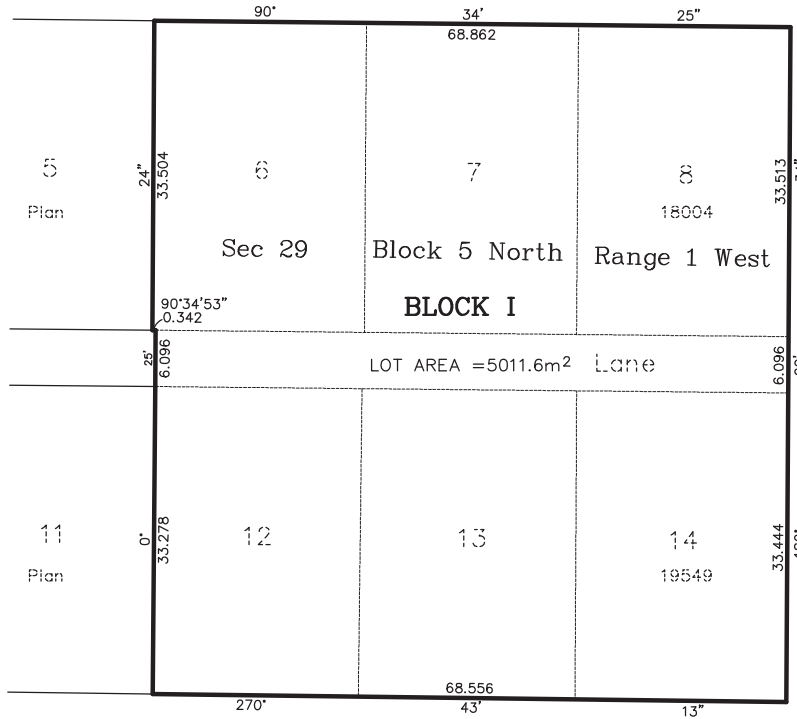 90° 34' 25"
68.862
24" 33.504 33.513
5 6 7 8
Plan 18004
Sec 29 Block 5 North Range 1 West
BLOCK I
90°34'53"
0.342
25' 6.096 6.096
LOT AREA =5011.6m² Lane
0° 33.278 33.444
11 12 13 14
Plan 19549
68.556
270° 43' 13"